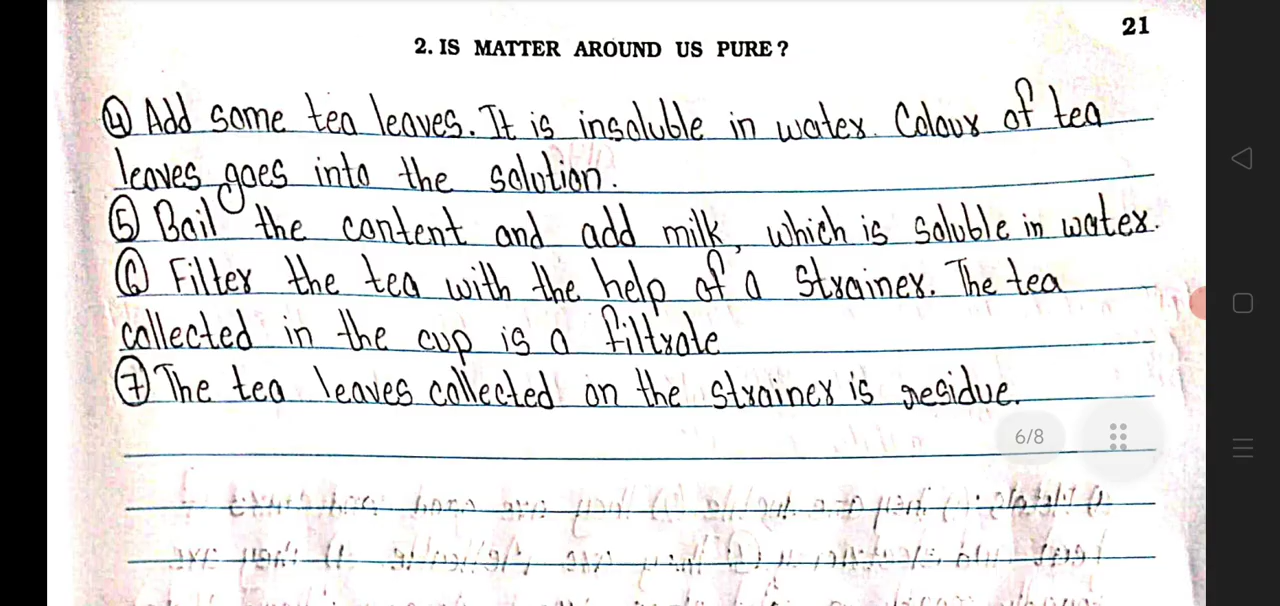 21
2. IS MATTER AROUND US PURE?
④ Add some tea leaves. It is insoluble in water. Colour of tea
leaves goes into the solution.
⑤ Boil the content and add milk, which is soluble in water.
⑥ Filter the tea with the help of a strainer. The tea
collected in the cup is a filtrate
⑦ The tea leaves collected on the strainer is residue.
6/8